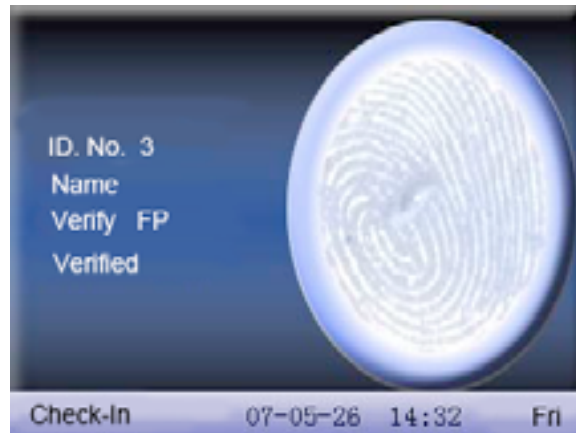 ID. No. 3
Name
Verify FP
Verified
Check-In 07-05-26 14:32 Fri